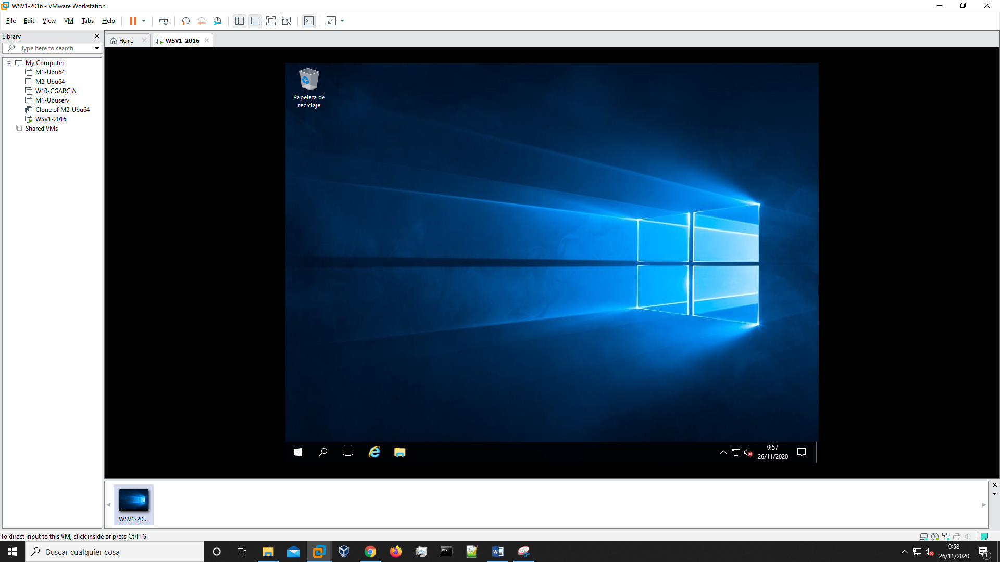 WSV1-2016 - VMware Workstation
File Edit View VM Tabs Help
Library
Type here to search
Home
WSV1-2016
My Computer
M1-Ubu64
M2-Ubu64
W10-CGARCIA
M1-Ubuserv
Clone of M2-Ubu64
WSV1-2016
Shared VMs
Papelera de
reciclaje
9:57
26/11/2020
WSV1-20...
To direct input to this VM, click inside or press Ctrl+G.
Buscar cualquier cosa
9:58
26/11/2020
1